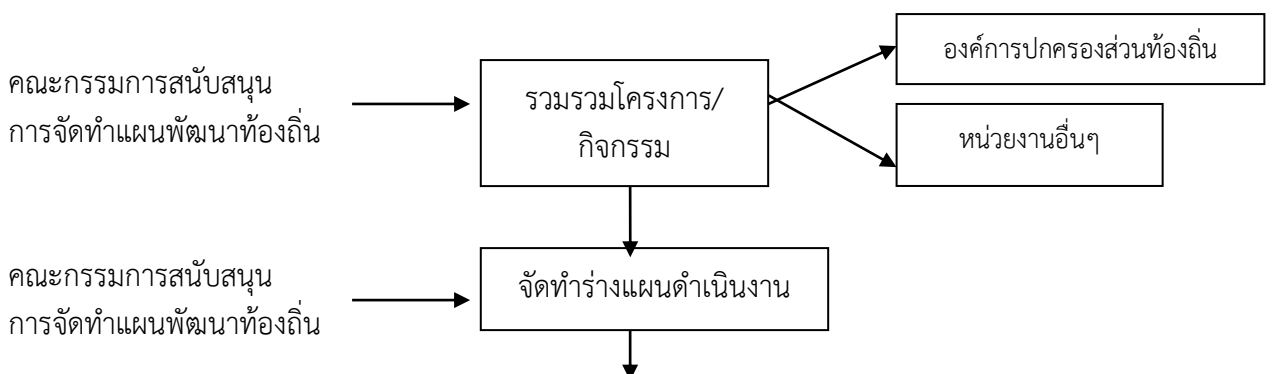 องค์การปกครองส่วนท้องถิ่น
คณะกรรมการสนับสนุน
การจัดทำแผนพัฒนาท้องถิ่น
รวมรวมโครงการ/
กิจกรรม
หน่วยงานอื่นๆ
คณะกรรมการสนับสนุน
การจัดทำแผนพัฒนาท้องถิ่น
จัดทำร่างแผนดำเนินงาน